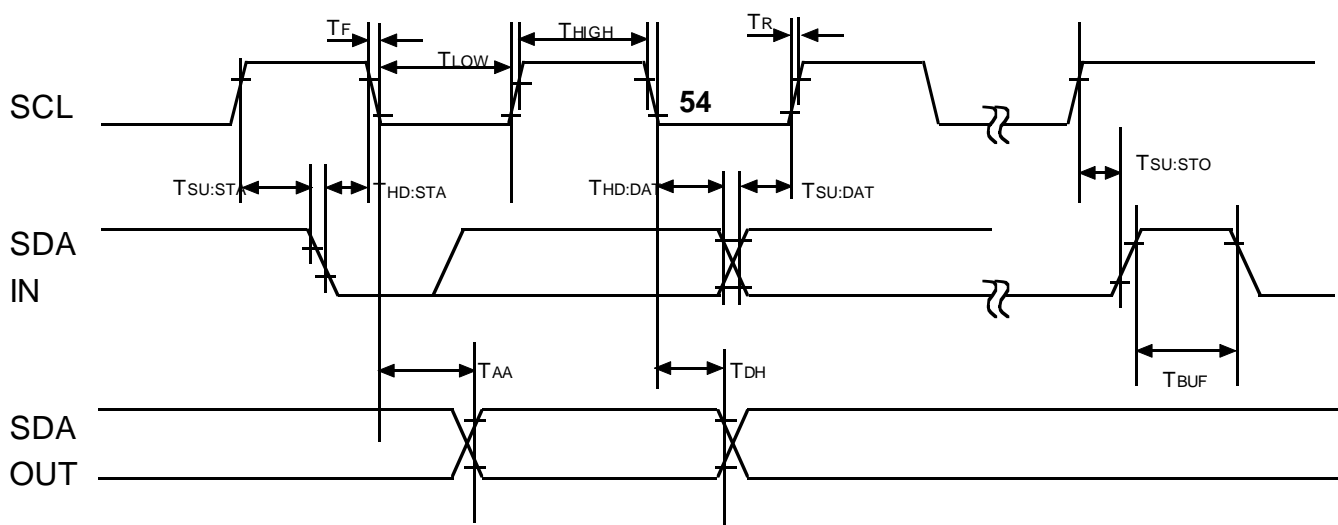 TF
THIGH
TR
TLOW
SCL
54
TSU:STA
THD:STA
THD:DAT
TSU:DAT
TSU:STO
SDA
IN
TAA
TDH
TBUF
SDA
OUT